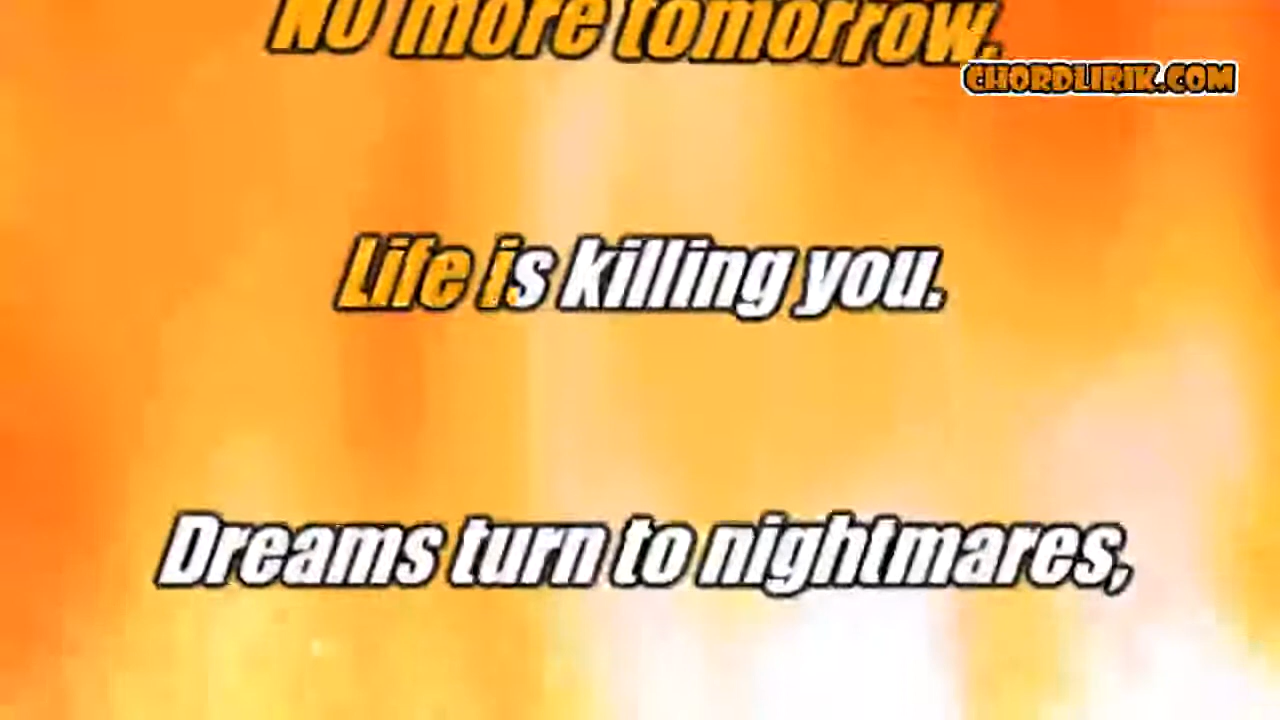 No more tomorrow.
CHORDLIRIK.COM
Life is killing you.
Dreams turn to nightmares,